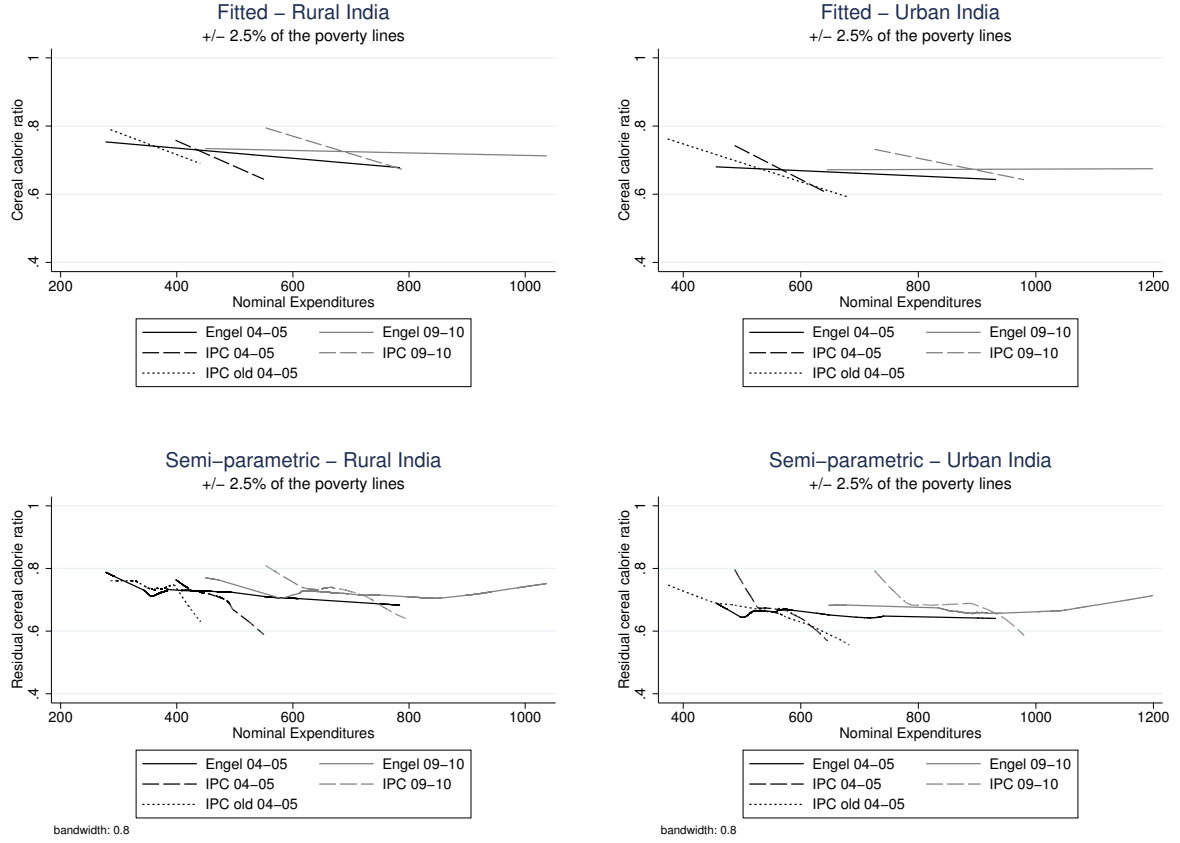 Fitted − Rural India
+/− 2.5% of the poverty lines
Cereal calorie ratio
1
.8
.6
.4
200 400 600 800 1000
Nominal Expenditures
Engel 04−05 Engel 09−10
IPC 04−05 IPC 09−10
IPC old 04−05
Fitted − Urban India
+/− 2.5% of the poverty lines
Cereal calorie ratio
1
.8
.6
.4
400 600 800 1000 1200
Nominal Expenditures
Engel 04−05 Engel 09−10
IPC 04−05 IPC 09−10
IPC old 04−05
Semi−parametric − Rural India
+/− 2.5% of the poverty lines
Residual cereal calorie ratio
1
.8
.6
.4
200 400 600 800 1000
Nominal Expenditures
Engel 04−05 Engel 09−10
IPC 04−05 IPC 09−10
IPC old 04−05
bandwidth: 0.8
Semi−parametric − Urban India
+/− 2.5% of the poverty lines
Residual cereal calorie ratio
1
.8
.6
.4
400 600 800 1000 1200
Nominal Expenditures
Engel 04−05 Engel 09−10
IPC 04−05 IPC 09−10
IPC old 04−05
bandwidth: 0.8